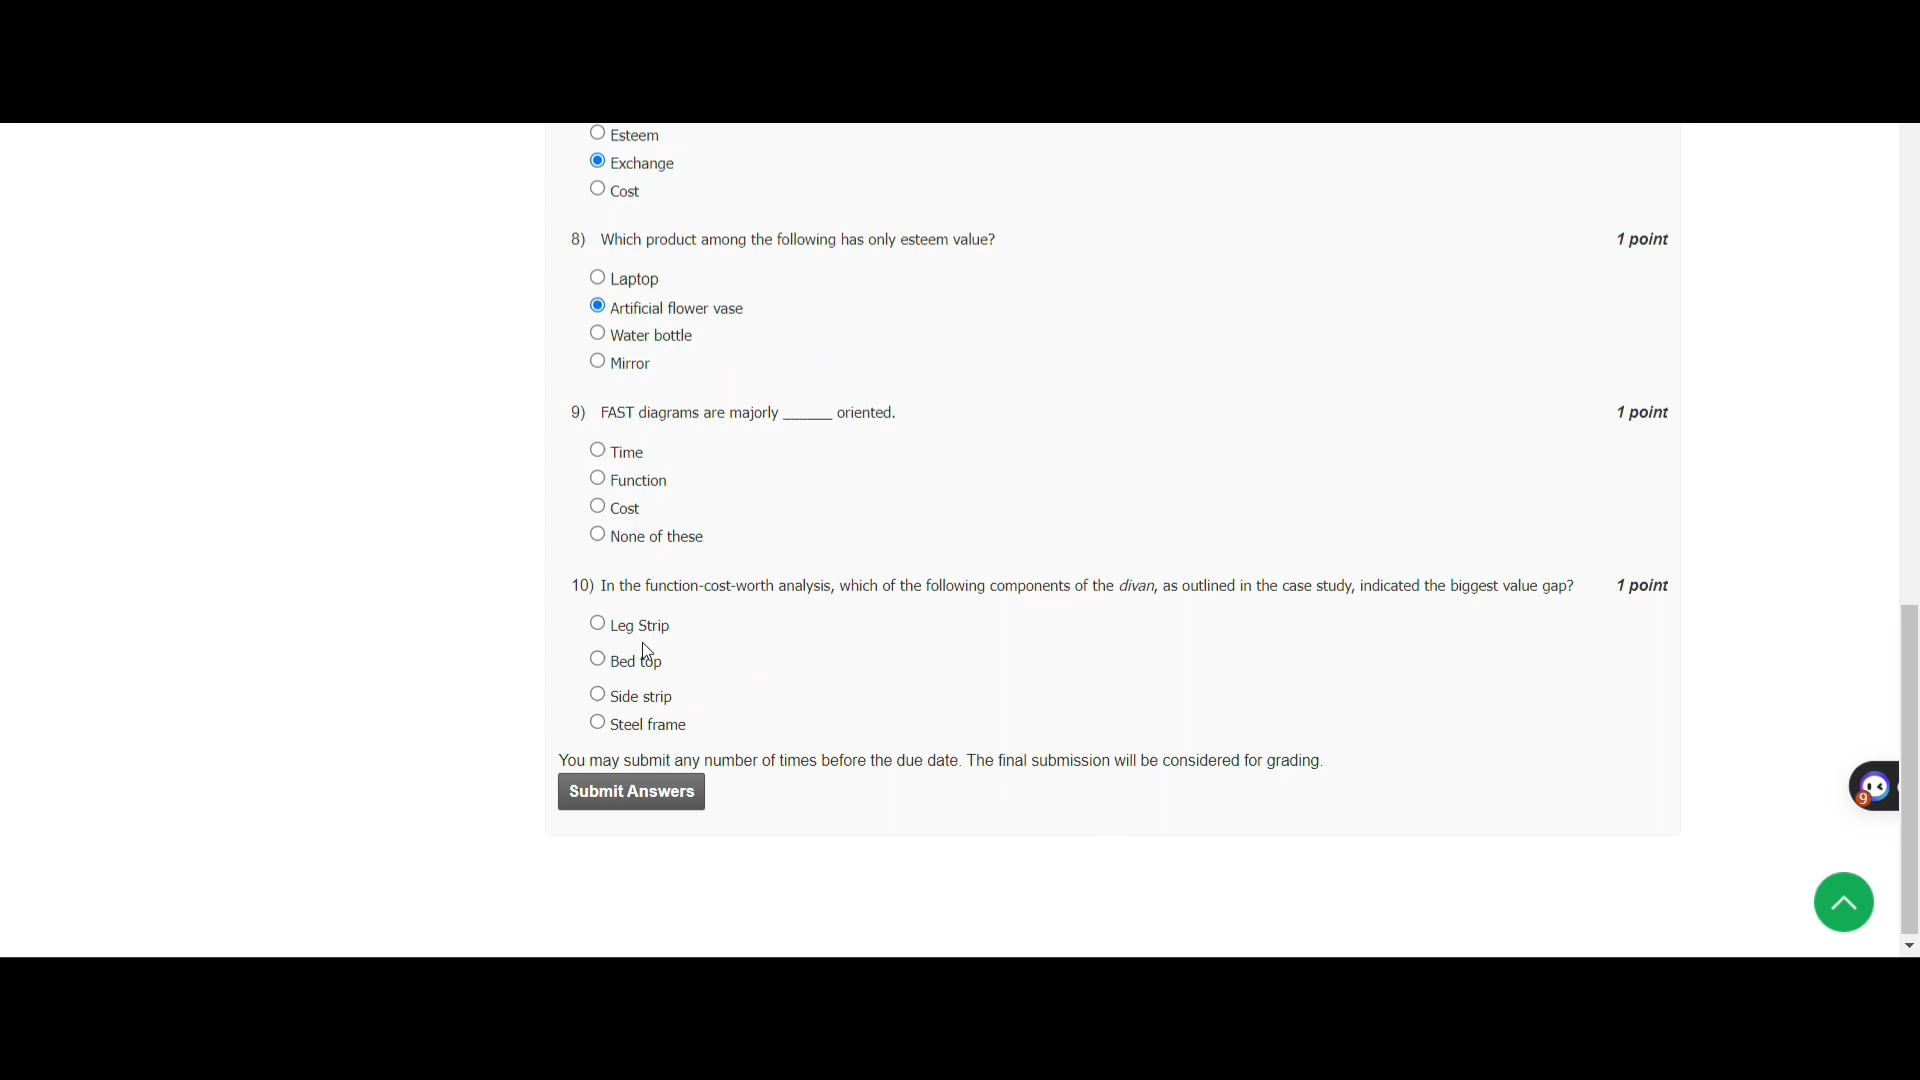 Esteem
Exchange
Cost
8) Which product among the following has only esteem value? 1 point
Laptop
Artificial flower vase
Water bottle
Mirror
9) FAST diagrams are majorly ______ oriented. 1 point
Time
Function
Cost
None of these
10) In the function-cost-worth analysis, which of the following components of the divan, as outlined in the case study, indicated the biggest value gap? 1 point
Leg Strip
Bed top
Side strip
Steel frame
You may submit any number of times before the due date. The final submission will be considered for grading.
Submit Answers
9